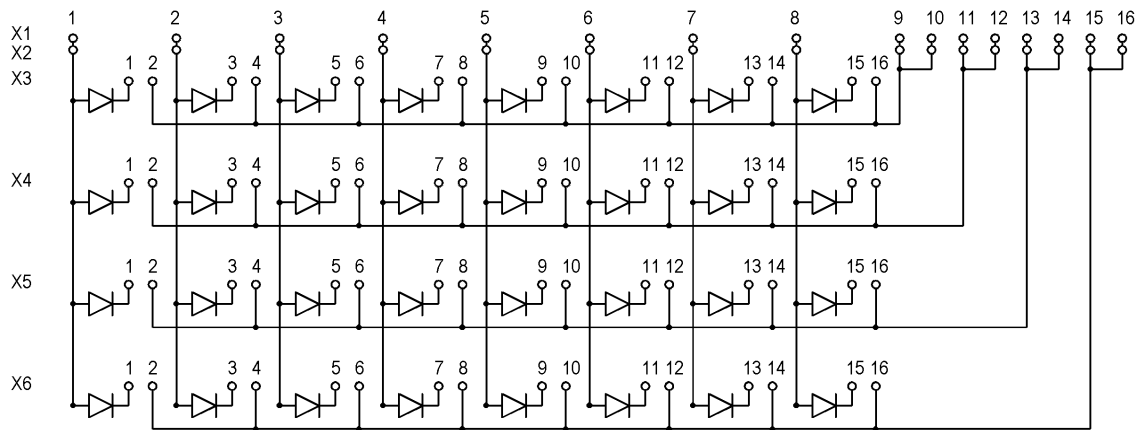 1 2 3 4 5 6 7 8 9 10 11 12 13 14 15 16
X1
X2
X3 1 2 3 4 5 6 7 8 9 10 11 12 13 14 15 16
X4 1 2 3 4 5 6 7 8 9 10 11 12 13 14 15 16
X5 1 2 3 4 5 6 7 8 9 10 11 12 13 14 15 16
X6 1 2 3 4 5 6 7 8 9 10 11 12 13 14 15 16